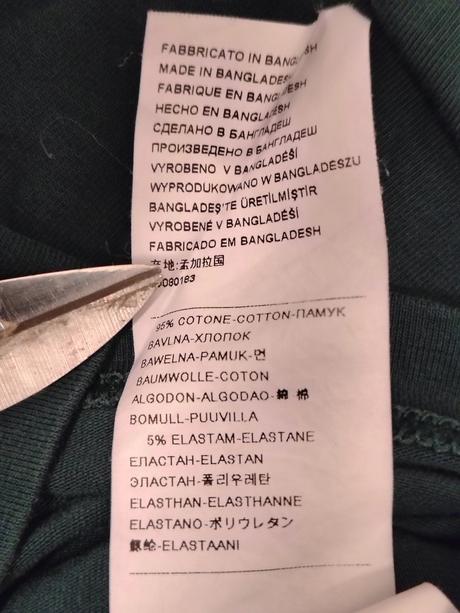 FABBRICATO IN BANGLADESH
MADE IN BANGLADESH
FABRIQUE EN BANGLADESH
HECHO EN BANGLADESH
СДЕЛАНО В БАНГЛАДЕШ
ПРОИЗВЕДЕНО В БАНГЛАДЕШ
VYROBENO V BANGLADÉŠI
WYPRODUKOWANO W BANGLADESZU
BANGLADEŞ'TE ÜRETİLMİŞTİR
VYROBENÉ V BANGLADÉŠI
FABRICADO EM BANGLADESH
产地:孟加拉国
95% COTONE-COTTON-ПАМУК
BAVLNA-ХЛОПОК
BAWELNA-PAMUK-면
BAUMWOLLE-COTON
ALGODON-ALGODAO-綿 棉
BOMULL-PUUVILLA
5% ELASTAM-ELASTANE
ЕЛАСТАН-ELASTAN
ЭЛАСТАН-폴리우레탄
ELASTHAN-ELASTHANNE
ELASTANO-ポリウレタン
-ELASTAANI